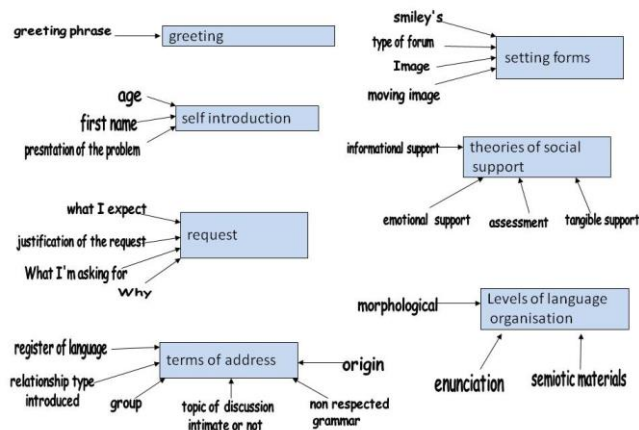 greeting phrase
greeting
age
first name
presntation of the problem
self introduction
what I expect
justification of the request
What I'm asking for
Why
request
register of language
relationship type
introduced
group
topic of discussion
intimate or not
non respected
grammar
origin
terms of address
smiley's
type of forum
Image
moving image
setting forms
informational support
theories of social
support
emotional support
assessment
tangible support
morphological
Levels of language
organisation
enunciation
semiotic materials